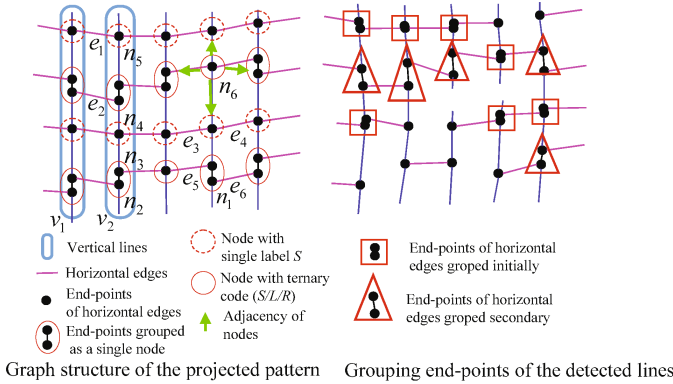 e1
n5
e2
n6
n4
e3
e4
n3
e5
e6
n1
n2
v1
v2
Vertical lines
Horizontal edges
End-points
of horizontal edges
End-points grouped
as a single node
Node with
single label S
Node with ternary
code (S/L/R)
Adjacency of
nodes
End-points of horizontal
edges groped initially
End-points of horizontal
edges groped secondary
Graph structure of the projected pattern
Grouping end-points of the detected lines